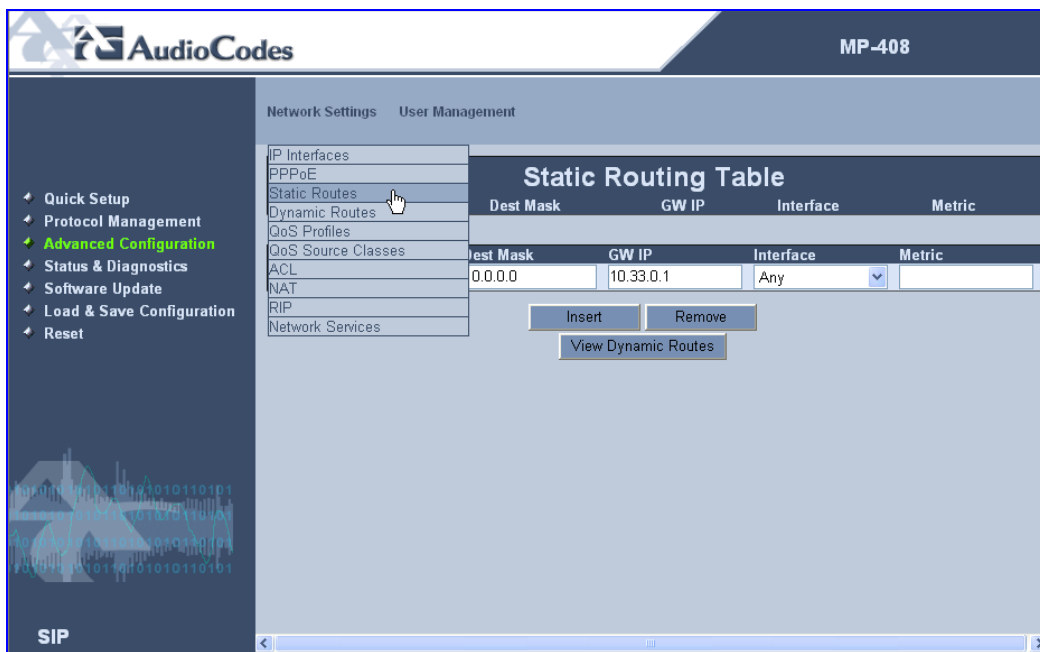 AudioCodes
MP-408
Network Settings User Management
IP Interfaces
PPPoE
Static Routes
Dynamic Routes
QoS Profiles
QoS Source Classes
ACL
NAT
RIP
Network Services
Quick Setup
Protocol Management
Advanced Configuration
Status & Diagnostics
Software Update
Load & Save Configuration
Reset
Static Routing Table
Dest Mask GW IP Interface Metric
Dest Mask GW IP Interface Metric
0.0.0.0 10.33.0.1 Any
Insert Remove
View Dynamic Routes
SIP